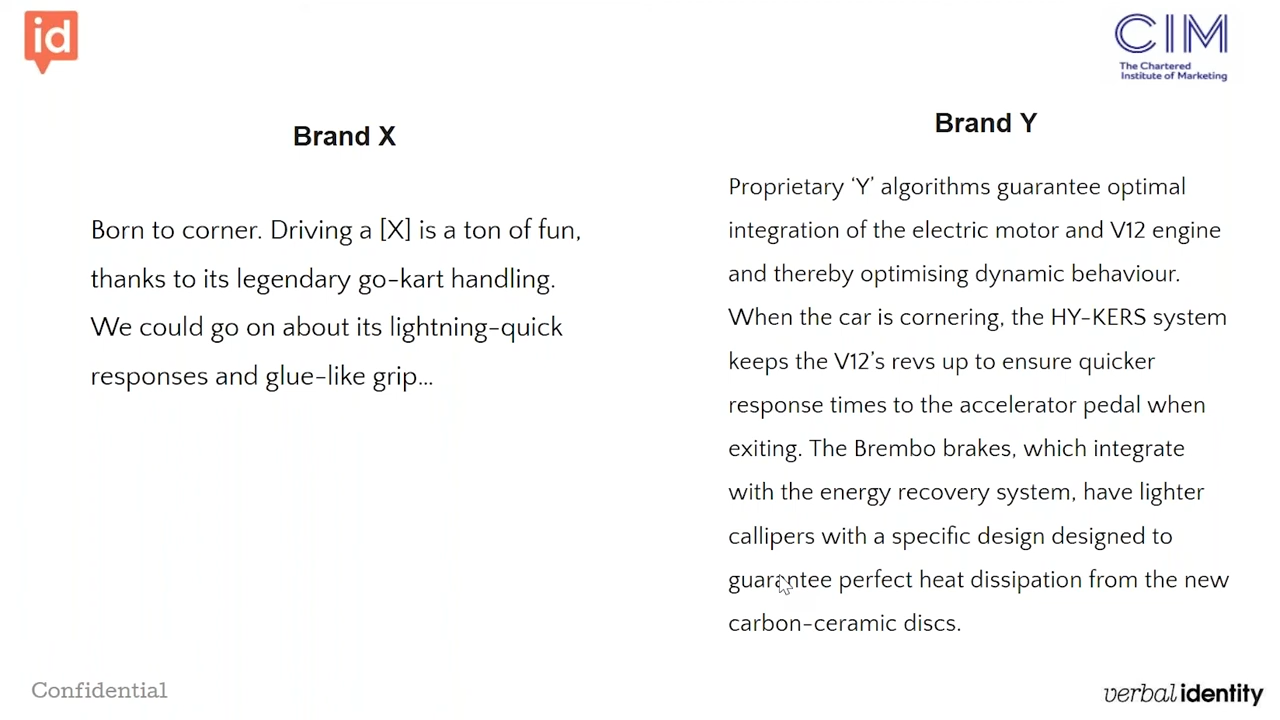 id
CIM
The Chartered
Institute of Marketing
Brand X
Born to corner. Driving a [X] is a ton of fun,
thanks to its legendary go-kart handling.
We could go on about its lightning-quick
responses and glue-like grip...
Brand Y
Proprietary ‘Y’ algorithms guarantee optimal
integration of the electric motor and V12 engine
and thereby optimising dynamic behaviour.
When the car is cornering, the HY-KERS system
keeps the V12’s revs up to ensure quicker
response times to the accelerator pedal when
exiting. The Brembo brakes, which integrate
with the energy recovery system, have lighter
callipers with a specific design designed to
guarantee perfect heat dissipation from the new
carbon-ceramic discs.
Confidential
verbalidentity